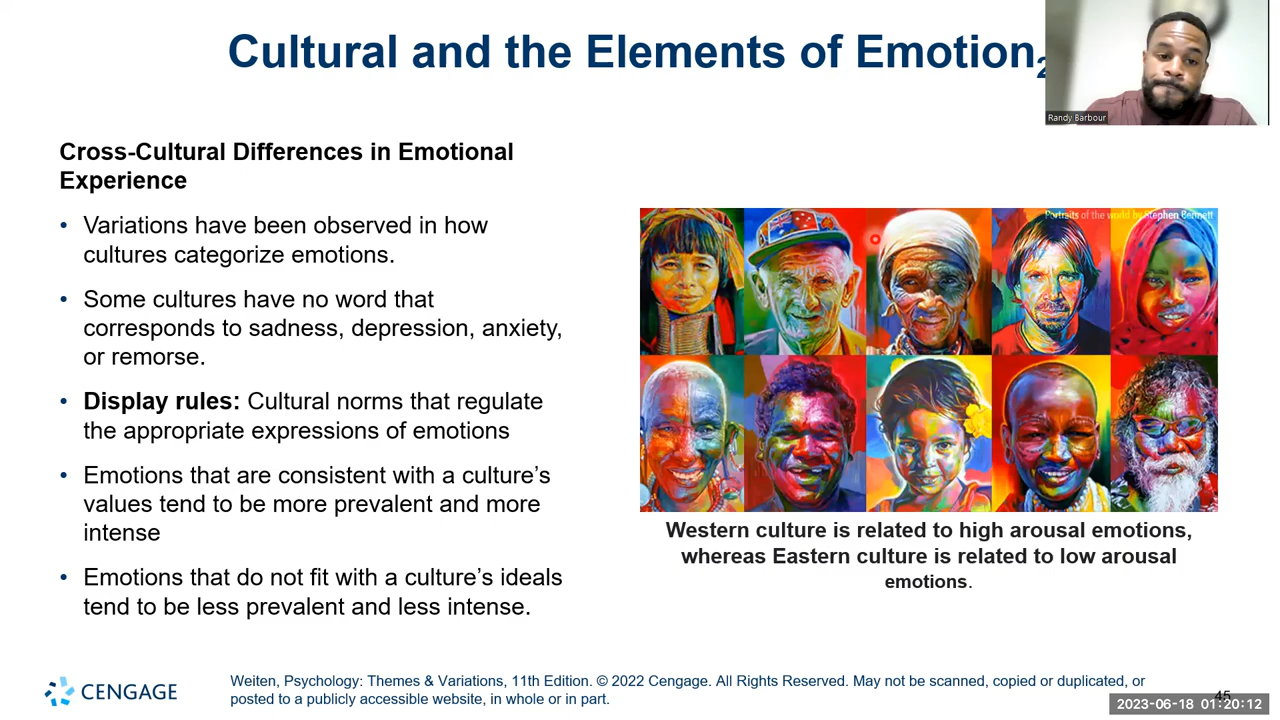 Cultural and the Elements of Emotion2
Randy Barbour
Cross-Cultural Differences in Emotional
Experience
• Variations have been observed in how
cultures categorize emotions.
• Some cultures have no word that
corresponds to sadness, depression, anxiety,
or remorse.
• Display rules: Cultural norms that regulate
the appropriate expressions of emotions
• Emotions that are consistent with a culture’s
values tend to be more prevalent and more
intense
• Emotions that do not fit with a culture’s ideals
tend to be less prevalent and less intense.
Portraits of the world by Stephen Bennett
Western culture is related to high arousal emotions,
whereas Eastern culture is related to low arousal
emotions.
CENGAGE
Weiten, Psychology: Themes & Variations, 11th Edition. © 2022 Cengage. All Rights Reserved. May not be scanned, copied or duplicated, or
posted to a publicly accessible website, in whole or in part.
45
2023-06-18 01:20:12